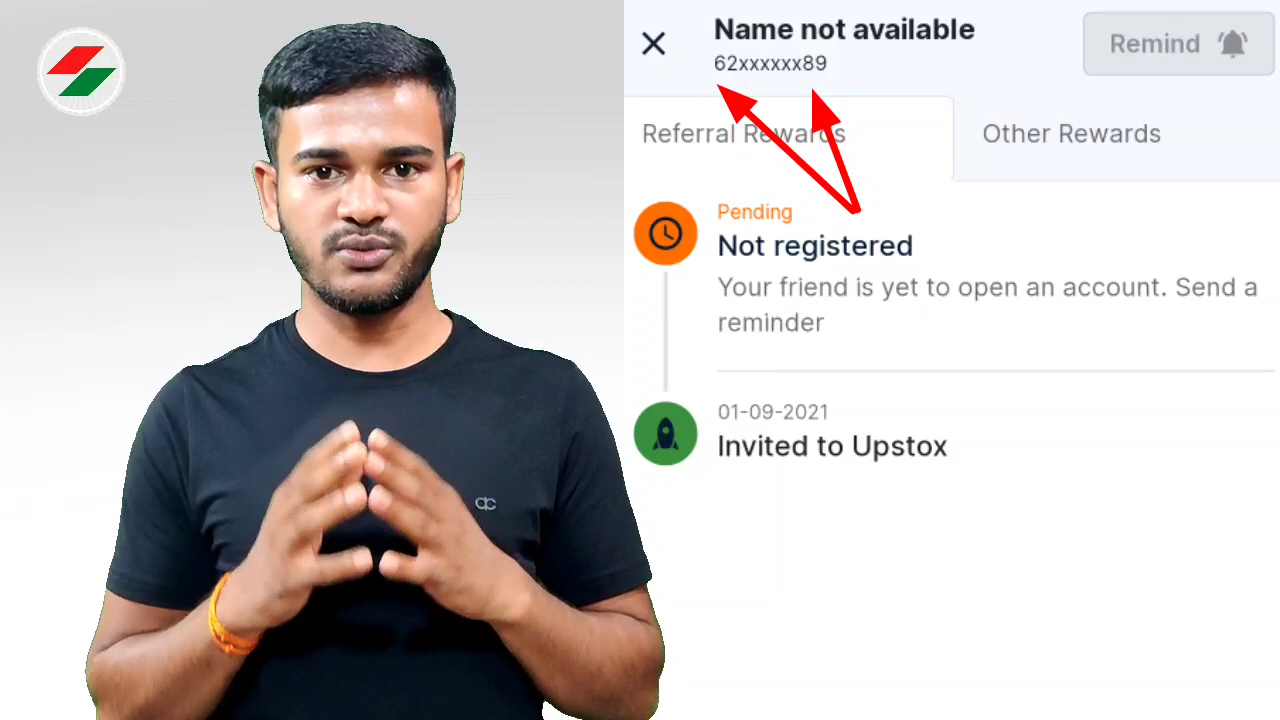 Name not available
62xxxxxx89
Remind
Referral Rewards
Other Rewards
Pending
Not registered
Your friend is yet to open an account. Send a
reminder
01-09-2021
Invited to Upstox